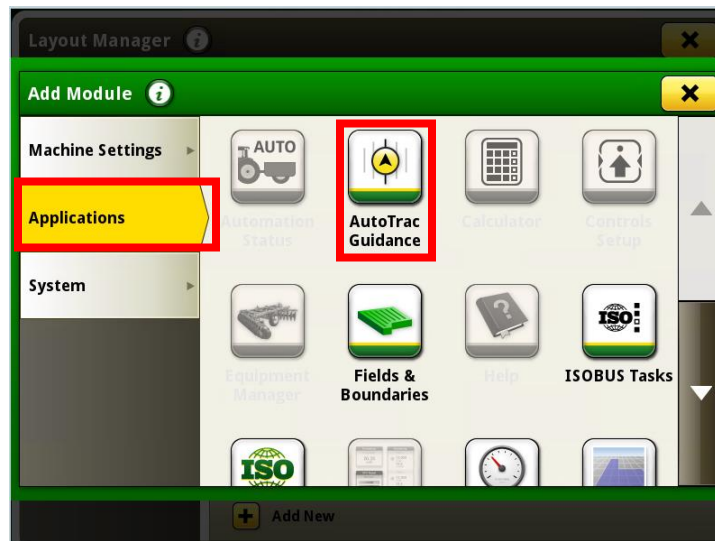 Layout Manager
Add Module
Machine Settings
Applications
System
AUTO
Automation
Status
AutoTrac
Guidance
Calculator
Controls
Setup
Equipment
Manager
Fields &
Boundaries
?
Help
ISO
ISOBUS Tasks
ISO
Add New